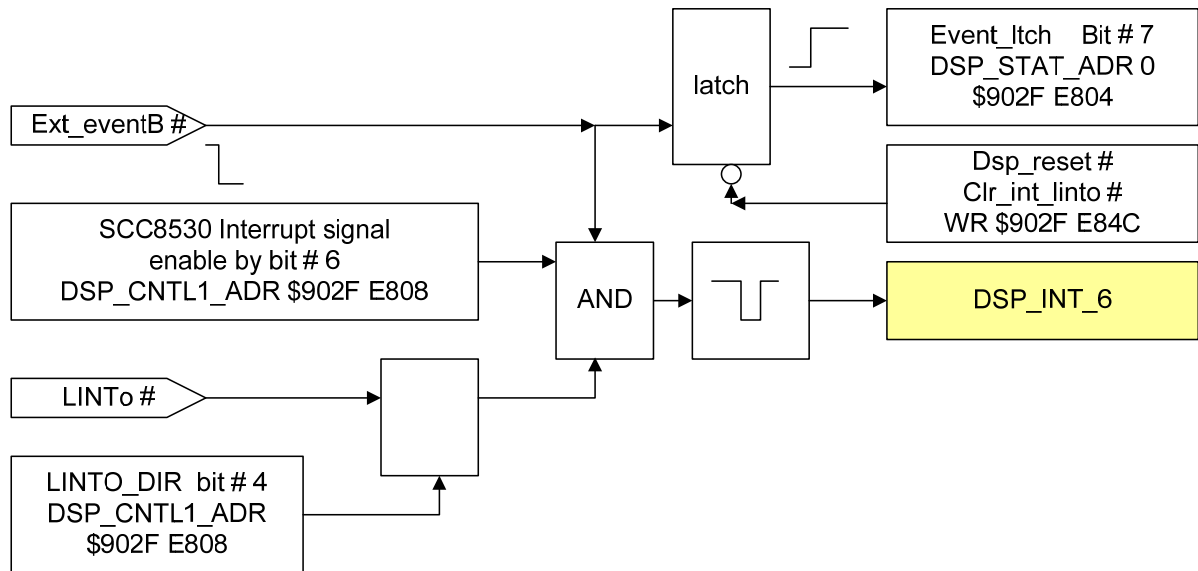 Event_ltch Bit # 7
DSP_STAT_ADR 0
$902F E804
latch
Ext_eventB #
Dsp_reset #
Clr_int_linto #
WR $902F E84C
SCC8530 Interrupt signal
enable by bit # 6
DSP_CNTL1_ADR $902F E808
AND
DSP_INT_6
LINTo #
LINTO_DIR bit # 4
DSP_CNTL1_ADR
$902F E808